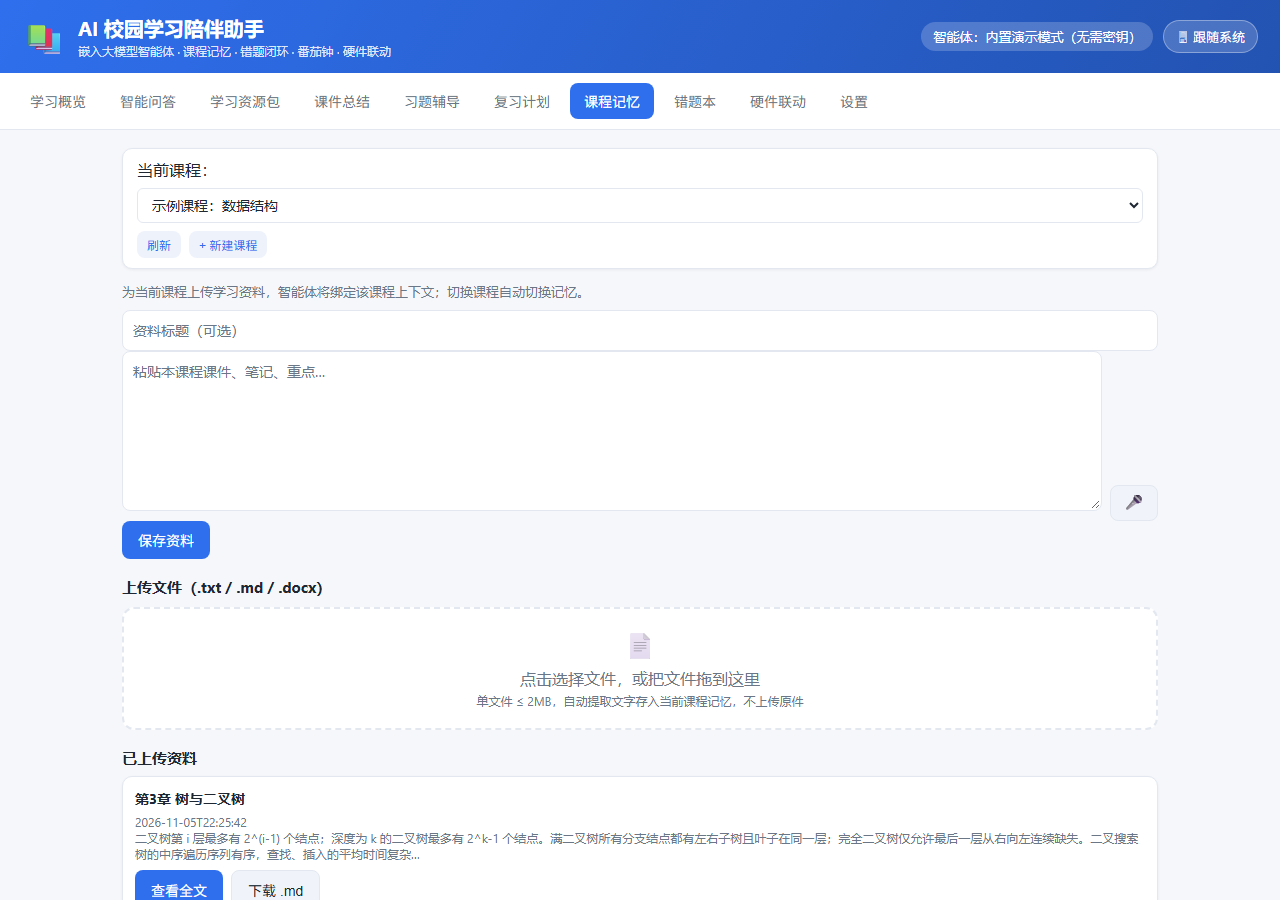 AI 校园学习陪伴助手
嵌入大模型智能体 · 课程记忆 · 错题闭环 · 番茄钟 · 硬件联动
智能体：内置演示模式（无需密钥）
跟随系统
学习概览 智能问答 学习资源包 课件总结 习题辅导 复习计划 课程记忆 错题本 硬件联动 设置
当前课程：
示例课程：数据结构
刷新 + 新建课程
为当前课程上传学习资料，智能体将绑定该课程上下文；切换课程自动切换记忆。
资料标题（可选）
粘贴本课程课件、笔记、重点...
保存资料
上传文件（.txt / .md / .docx）
点击选择文件，或把文件拖到这里
单文件 ≤ 2MB，自动提取文字存入当前课程记忆，不上传原件
已上传资料
第3章 树与二叉树
2026-11-05T22:25:42
二叉树第 i 层最多有 2^(i-1) 个结点；深度为 k 的二叉树最多有 2^k-1 个结点。满二叉树所有分支结点都有左右子树且叶子在同一层；完全二叉树仅允许最后一层从右向左连续缺失。二叉搜索
树的中序遍历序列有序，查找、插入的平均时间复杂...
查看全文 下载 .md